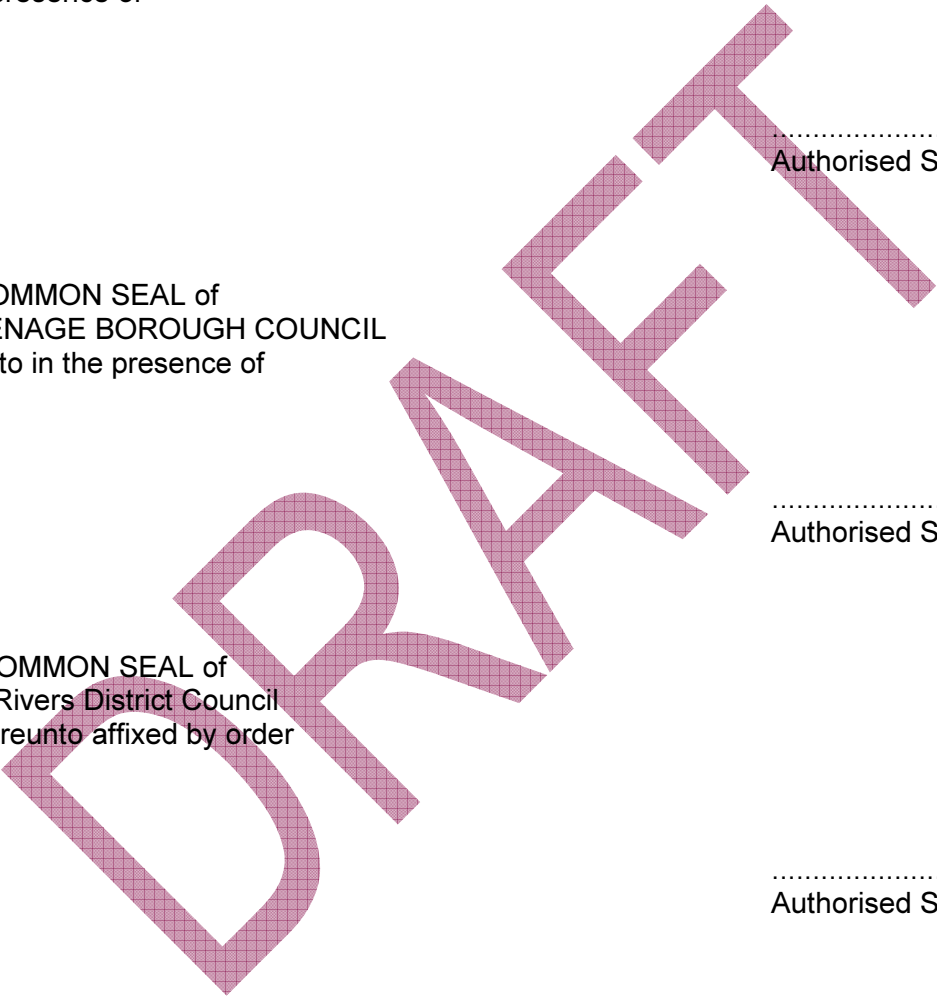 presence of
....................
Authorised S
OMMON SEAL of
ENAGE BOROUGH COUNCIL
to in the presence of
....................
Authorised S
OMMON SEAL of
Rivers District Council
reunto affixed by order
....................
Authorised S
DRAFT